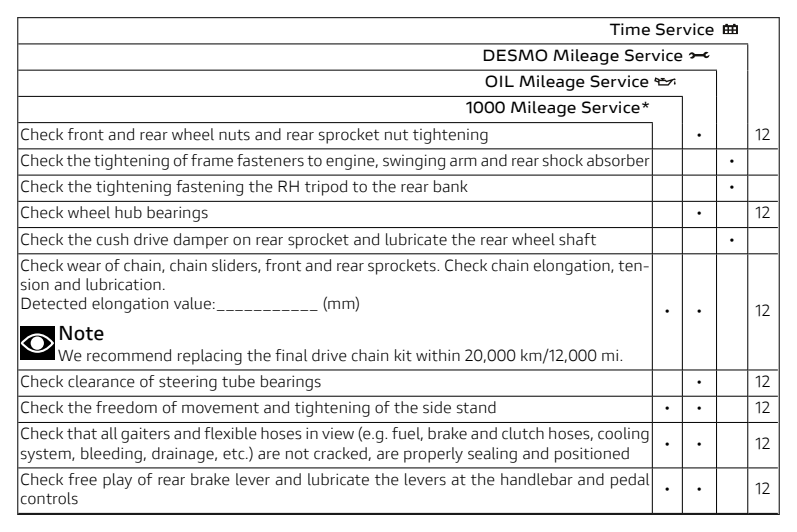 Time Service
DESMO Mileage Service
OIL Mileage Service
1000 Mileage Service*
Check front and rear wheel nuts and rear sprocket nut tightening • 12
Check the tightening of frame fasteners to engine, swinging arm and rear shock absorber •
Check the tightening fastening the RH tripod to the rear bank •
Check wheel hub bearings • 12
Check the cush drive damper on rear sprocket and lubricate the rear wheel shaft •
Check wear of chain, chain sliders, front and rear sprockets. Check chain elongation, ten-
sion and lubrication.
Detected elongation value:___________ (mm) • • 12
Note
We recommend replacing the final drive chain kit within 20,000 km/12,000 mi.
Check clearance of steering tube bearings • 12
Check the freedom of movement and tightening of the side stand • • 12
Check that all gaiters and flexible hoses in view (e.g. fuel, brake and clutch hoses, cooling
system, bleeding, drainage, etc.) are not cracked, are properly sealing and positioned • • 12
Check free play of rear brake lever and lubricate the levers at the handlebar and pedal
controls • • 12